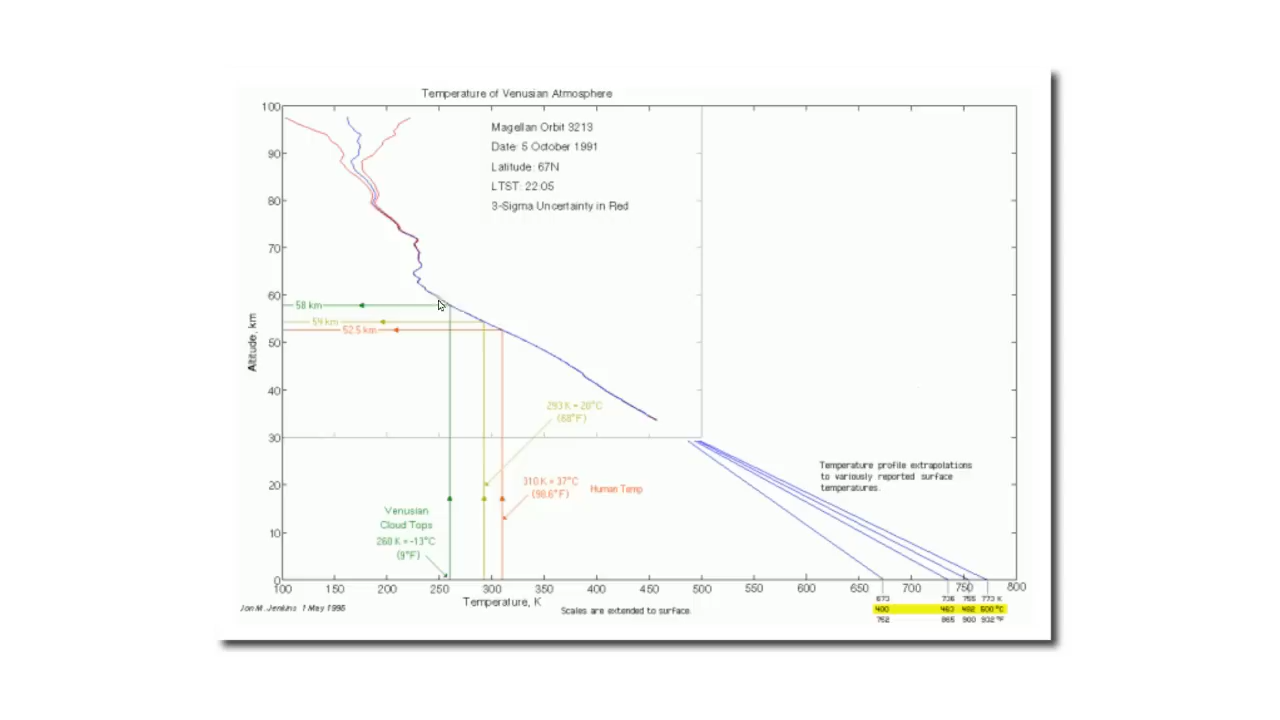 Temperature of Venusian Atmosphere
100
90
80
70
60
50
40
30
20
10
0
Altitude, km
Magellan Orbit 3213
Date: 5 October 1991
Latitude: 67N
LTST: 22:05
3-Sigma Uncertainty in Red
58 km
52.5 km
293 K = 20°C
(68°F)
310 K = 37°C
(98.6°F)
Human Temp
Venusian
Cloud Tops
260 K = -13°C
(9°F)
Temperature profile extrapolations
to variously reported surface
temperatures.
100 150 200 250 300 350 400 450 500 550 600 650 700 750 800
Temperature, K
Jon M. Jenkins 1 May 1995
Scales are extended to surface.
673 736 755 773 K
400 463 482 500 °C
752 865 900 932 °F